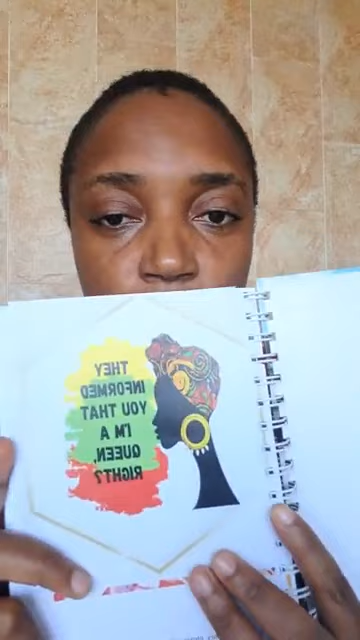 THEY
INFORMED
YOU THAT
I'M A
QUEEN,
RIGHT?